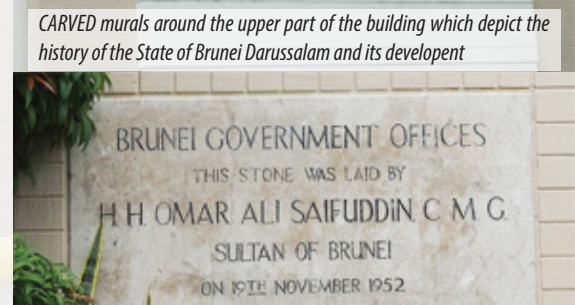 CARVED murals around the upper part of the building which depict the
history of the State of Brunei Darussalam and its developent
BRUNEI GOVERNMENT OFFICES
THIS STONE WAS LAID BY
H. H. OMAR ALI SAIFUDDIN, C M G.
SULTAN OF BRUNEI
ON 19TH NOVEMBER 1952